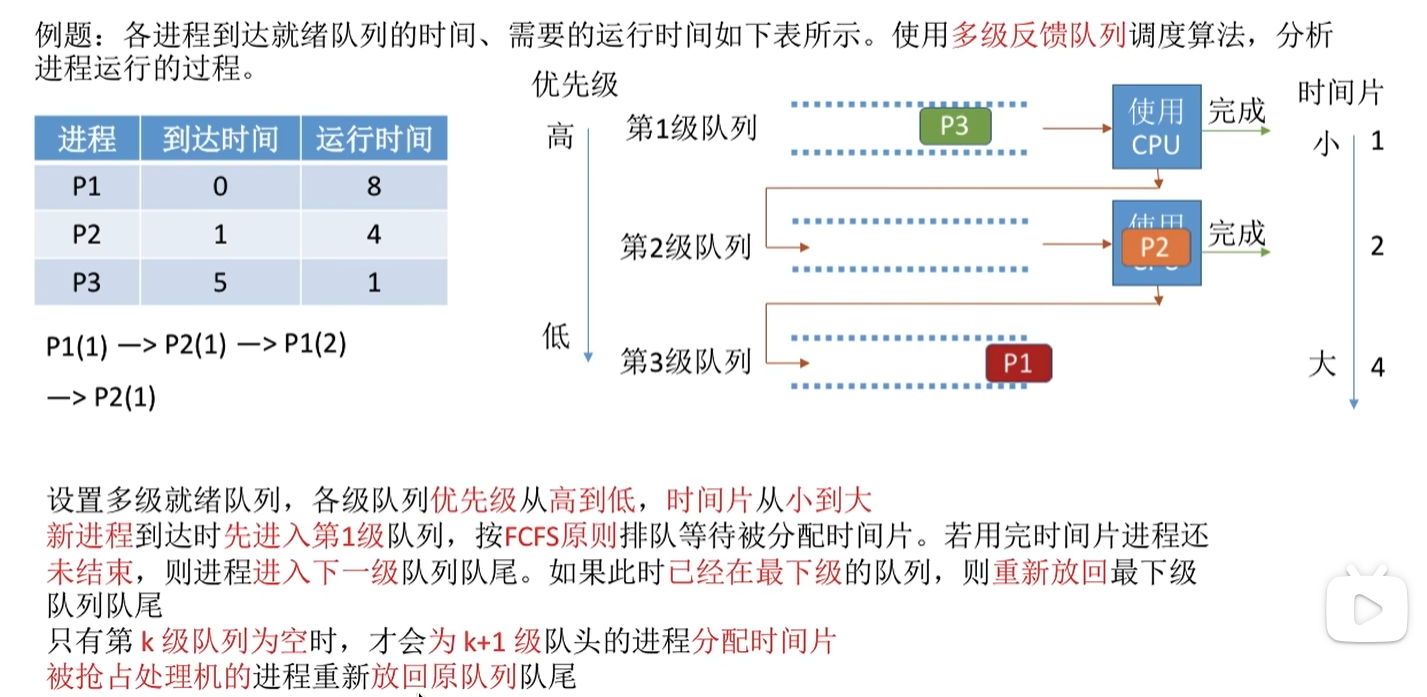 例题：各进程到达就绪队列的时间、需要的运行时间如下表所示。使用多级反馈队列调度算法，分析
进程运行的过程。
进程 到达时间 运行时间
P1 0 8
P2 1 4
P3 5 1
P1(1) —> P2(1) —> P1(2)
—> P2(1)
优先级
高
低
第1级队列
P3
使用
CPU
完成
第2级队列
P2
完成
第3级队列
P1
时间片
小 1
2
大 4
设置多级就绪队列，各级队列优先级从高到低，时间片从小到大
新进程到达时先进入第1级队列，按FCFS原则排队等待被分配时间片。若用完时间片进程还
未结束，则进程进入下一级队列队尾。如果此时已经在最下级的队列，则重新放回最下级
队列队尾
只有第 k 级队列为空时，才会为 k+1 级队头的进程分配时间片
被抢占处理机的进程重新放回原队列队尾